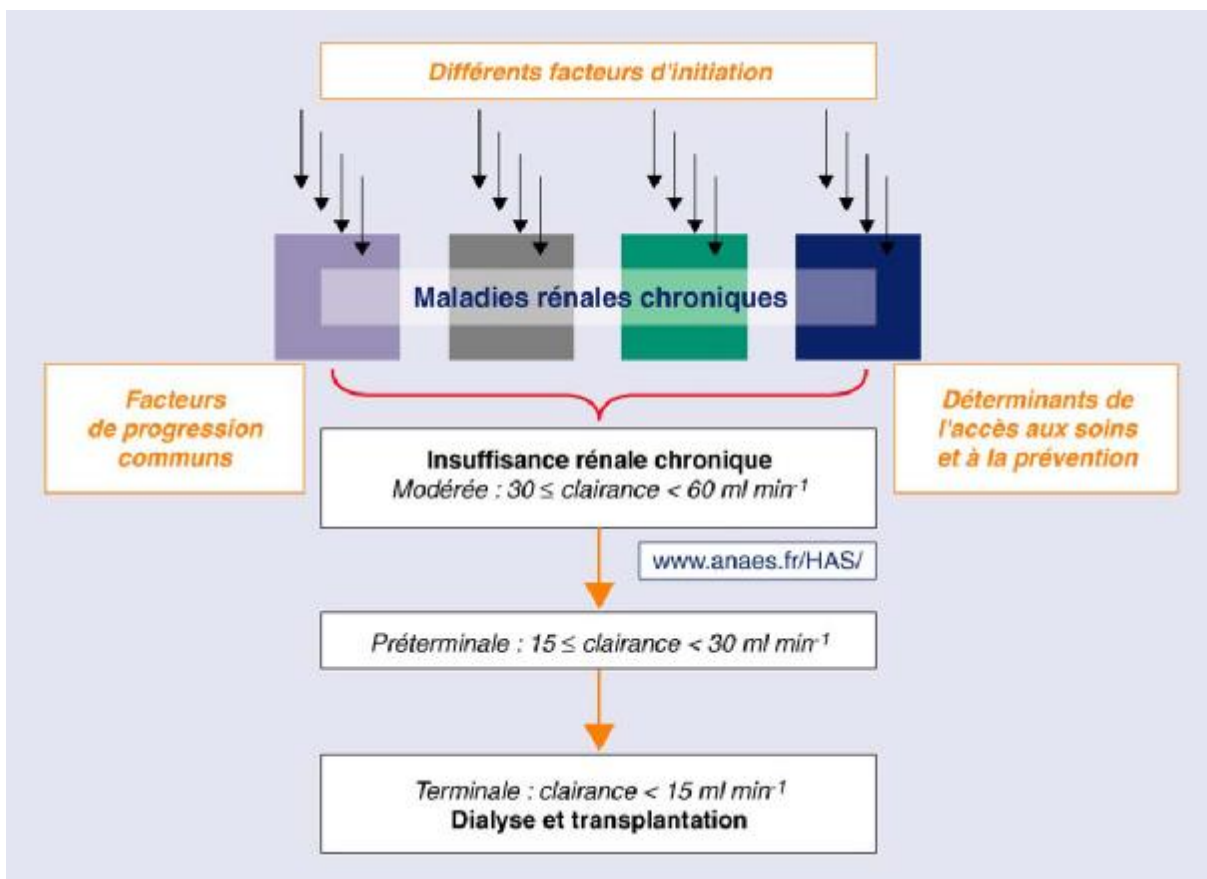 Différents facteurs d'initiation
Maladies rénales chroniques
Facteurs
de progression
communs
Déterminants de
l'accès aux soins
et à la prévention
Insuffisance rénale chronique
Modérée : 30 ≤ clairance < 60 ml min-1
www.anaes.fr/HAS/
Préterminale : 15 ≤ clairance < 30 ml min-1
Terminale : clairance < 15 ml min-1
Dialyse et transplantation